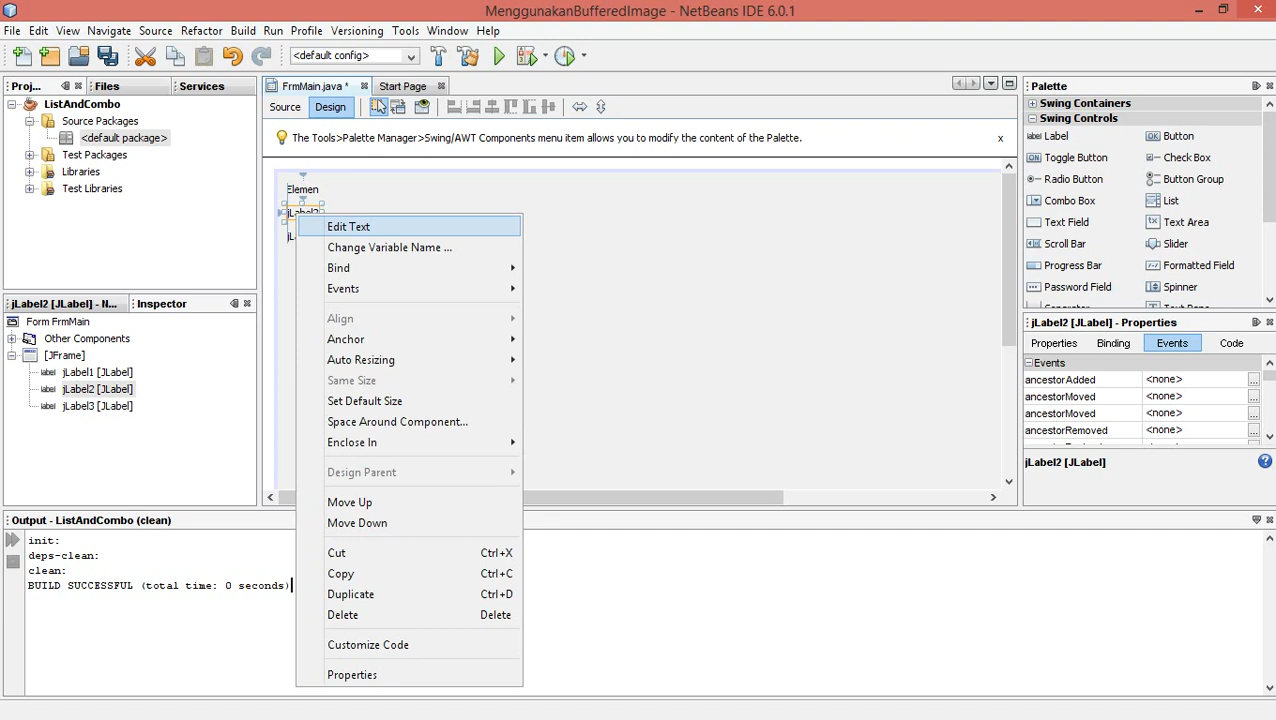 MenggunakanBufferedImage - NetBeans IDE 6.0.1
File Edit View Navigate Source Refactor Build Run Profile Versioning Tools Window Help
<default config>
Proj... Files Services
ListAndCombo
Source Packages
<default package>
Test Packages
Libraries
Test Libraries
FrmMain.java * Start Page
Source Design
The Tools>Palette Manager>Swing/AWT Components menu item allows you to modify the content of the Palette. x
Elemen
jLabel2
jL
Edit Text
Change Variable Name ...
Bind
Events
Align
Anchor
Auto Resizing
Same Size
Set Default Size
Space Around Component...
Enclose In
Design Parent
Move Up
Move Down
Cut Ctrl+X
Copy Ctrl+C
Duplicate Ctrl+D
Delete Delete
Customize Code
Properties
Palette
Swing Containers
Swing Controls
label Label OK Button
ON Toggle Button Check Box
Radio Button Button Group
Combo Box List
Text Field Text Area
Scroll Bar Slider
Progress Bar Formatted Field
Password Field Spinner
jLabel2 [JLabel] - Properties
Properties Binding Events Code
Events
ancestorAdded <none> ...
ancestorMoved <none> ...
ancestorMoved <none> ...
ancestorRemoved <none> ...
jLabel2 [JLabel]
jLabel2 [JLabel] - N... Inspector
Form FrmMain
Other Components
[JFrame]
label jLabel1 [JLabel]
label jLabel2 [JLabel]
label jLabel3 [JLabel]
Output - ListAndCombo (clean)
init:
deps-clean:
clean:
BUILD SUCCESSFUL (total time: 0 seconds)